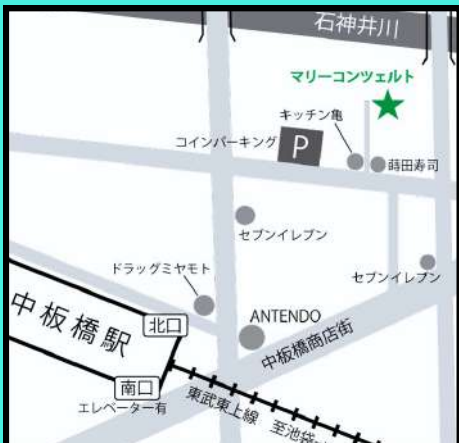 石神井川
マリーコンツェルト
キッチン亀
コインパーキング
P
蒔田寿司
セブンイレブン
セブンイレブン
ドラッグミヤモト
ANTENDO
中板橋駅
北口
中板橋商店街
南口
エレベーター有
東武東上線 至池袋